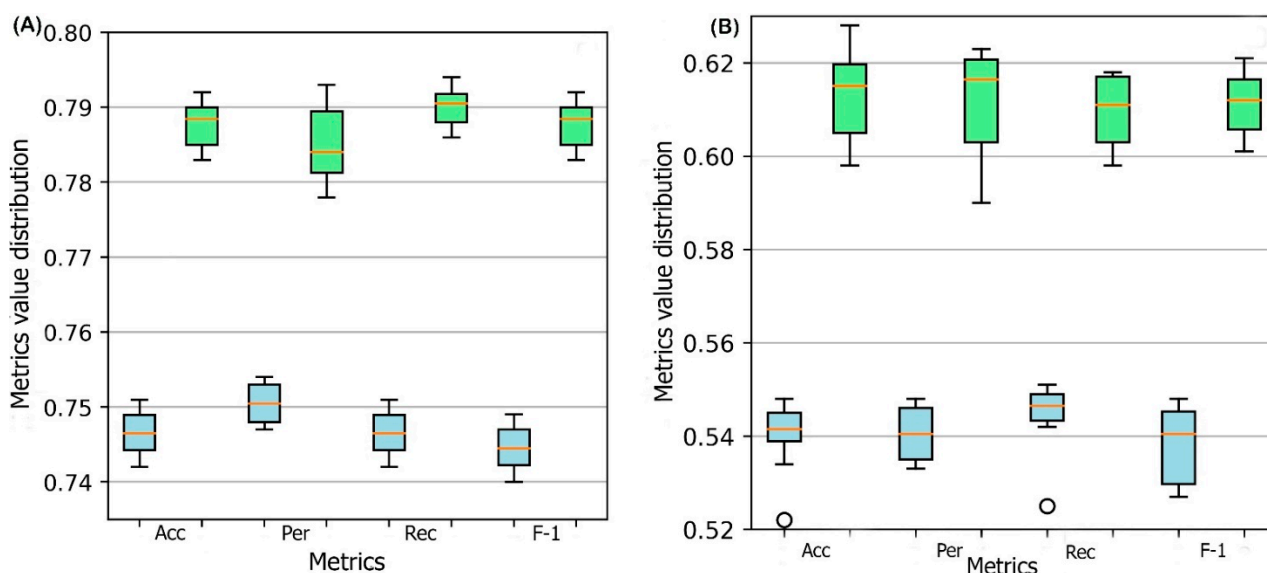 (A)
0.80
0.79
0.78
0.77
0.76
0.75
0.74
Metrics value distribution
Acc Per Rec F-1
Metrics
(B)
0.62
0.60
0.58
0.56
0.54
0.52
Metrics value distribution
Acc Per Rec F-1
Metrics